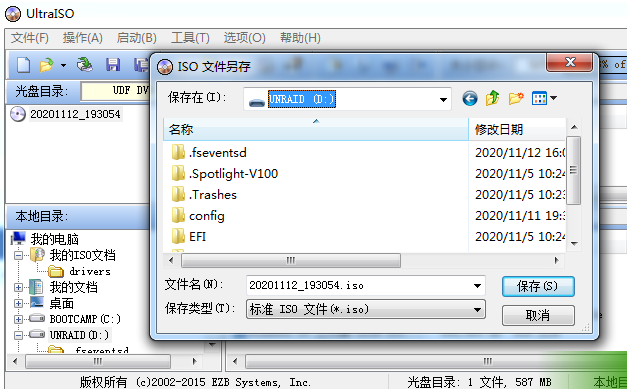 UltraISO
文件(F) 操作(A) 启动(B) 工具(T) 选项(O) 帮助(H)
ISO 文件另存
% of
光盘目录: UDF DV
保存在(I): UNRAID (D:)
20201112_193054
名称 修改日期
.fseventsd 2020/11/12 16:0
.Spotlight-V100 2020/11/5 10:24
.Trashes 2020/11/5 10:23
config 2020/11/11 19:3
EFI 2020/11/5 10:24
本地目录:
我的电脑
我的ISO文档
drivers
我的文档
桌面
BOOTCAMP(C:)
UNRAID(D:)
.fseventsd
文件名(N): 20201112_193054.iso 保存(S)
保存类型(T): 标准 ISO 文件(*.iso) 取消
版权所有 (c)2002-2015 EZB Systems, Inc. 光盘目录: 1 文件, 587 MB 本地目